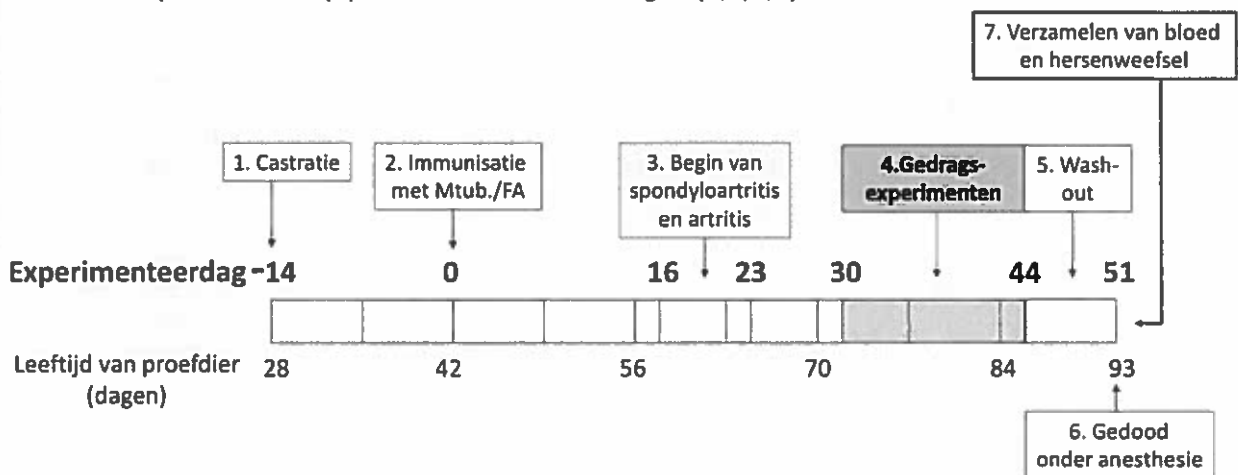 7. Verzamelen van bloed
en hersenweefsel
1. Castratie
2. Immunisatie
met Mtub./FA
3. Begin van
spondyloartritis
en artritis
4.Gedrags-
experimenten
5. Wash-
out
Experimenteerdag -14 0 16 23 30 44 51
Leeftijd van proefdier
(dagen)
28 42 56 70 84 93
6. Gedood
onder anesthesie